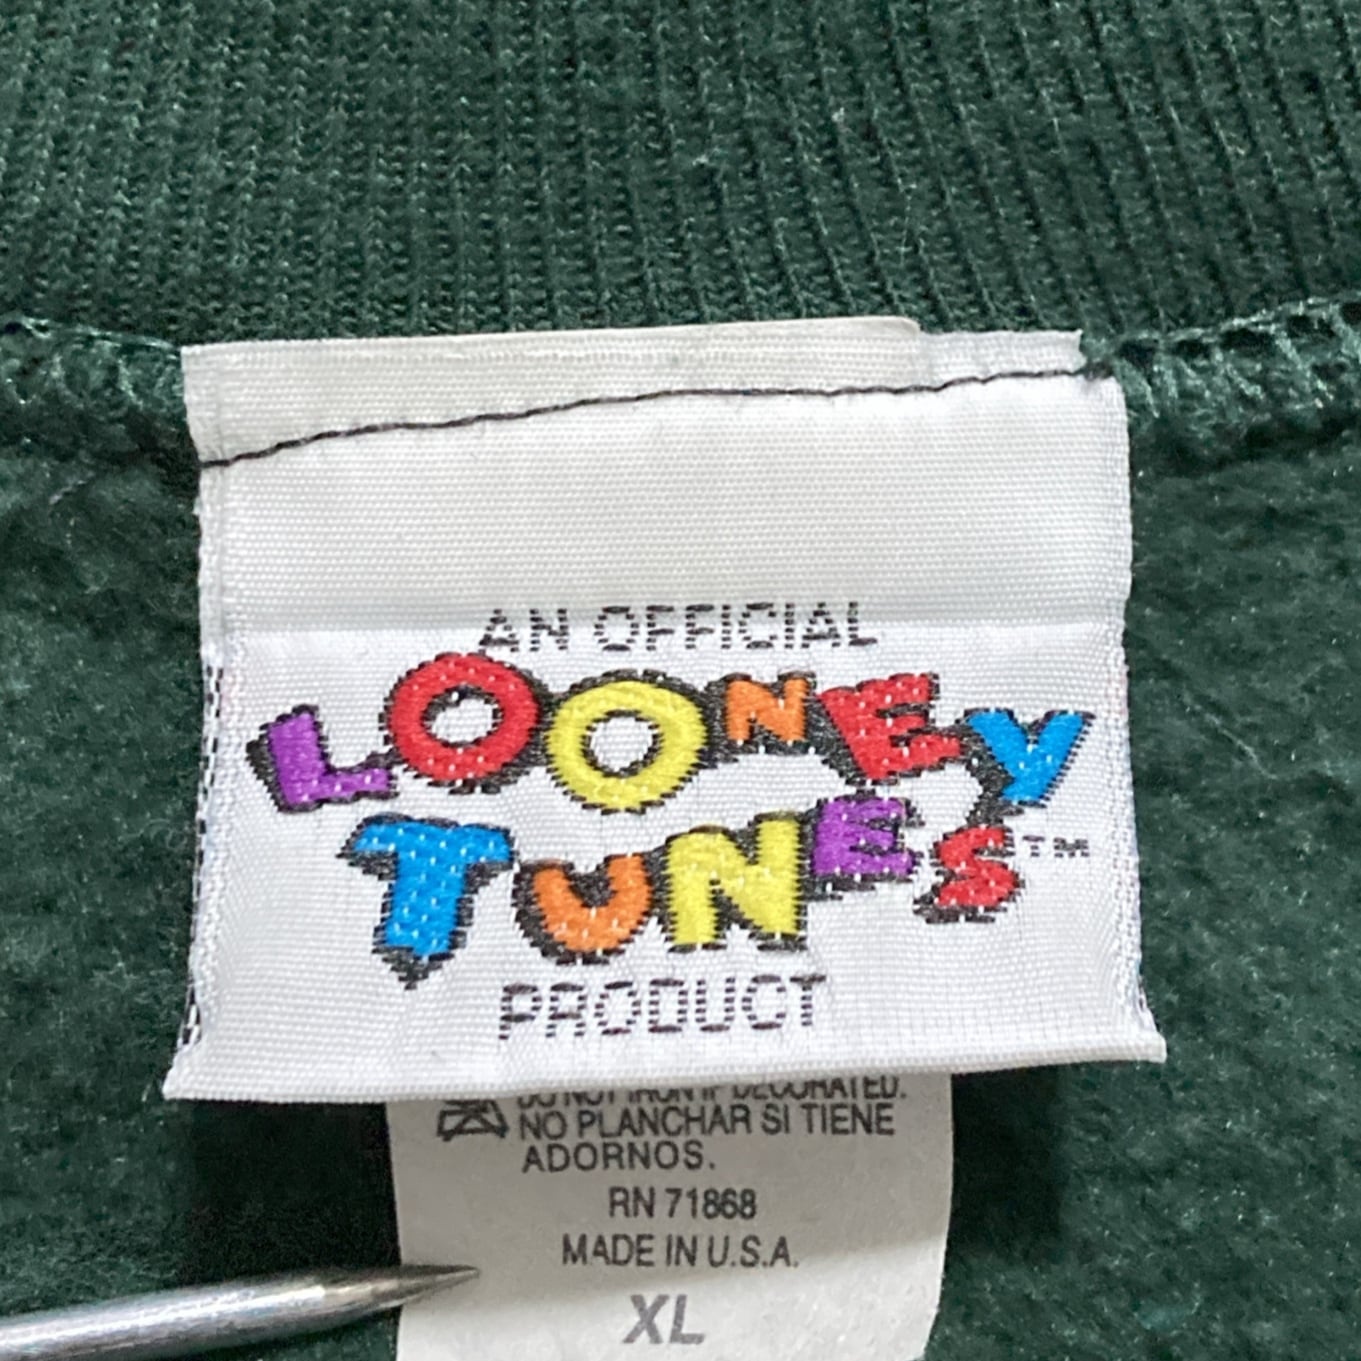 AN OFFICIAL
LOONEY
TUNES™
PRODUCT
DO NOT IRON IF DECORATED.
NO PLANCHAR SI TIENE
ADORNOS.
RN 71868
MADE IN U.S.A.
XL